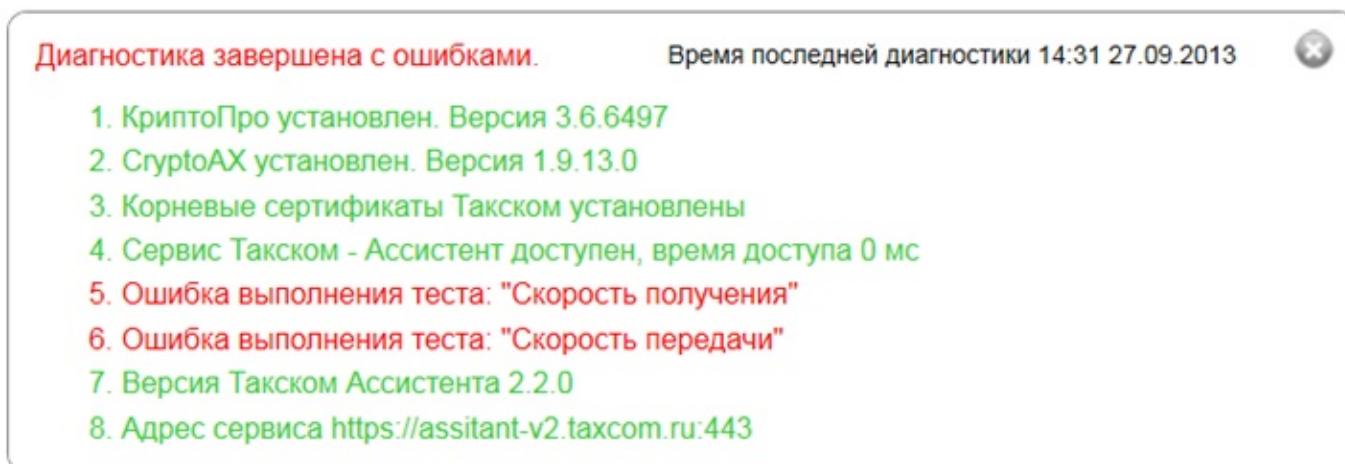 Диагностика завершена с ошибками. Время последней диагностики 14:31 27.09.2013
1. КриптоПро установлен. Версия 3.6.6497
2. CryptoAX установлен. Версия 1.9.13.0
3. Корневые сертификаты Такском установлены
4. Сервис Такском - Ассистент доступен, время доступа 0 мс
5. Ошибка выполнения теста: "Скорость получения"
6. Ошибка выполнения теста: "Скорость передачи"
7. Версия Такском Ассистента 2.2.0
8. Адрес сервиса https://assitant-v2.taxcom.ru:443